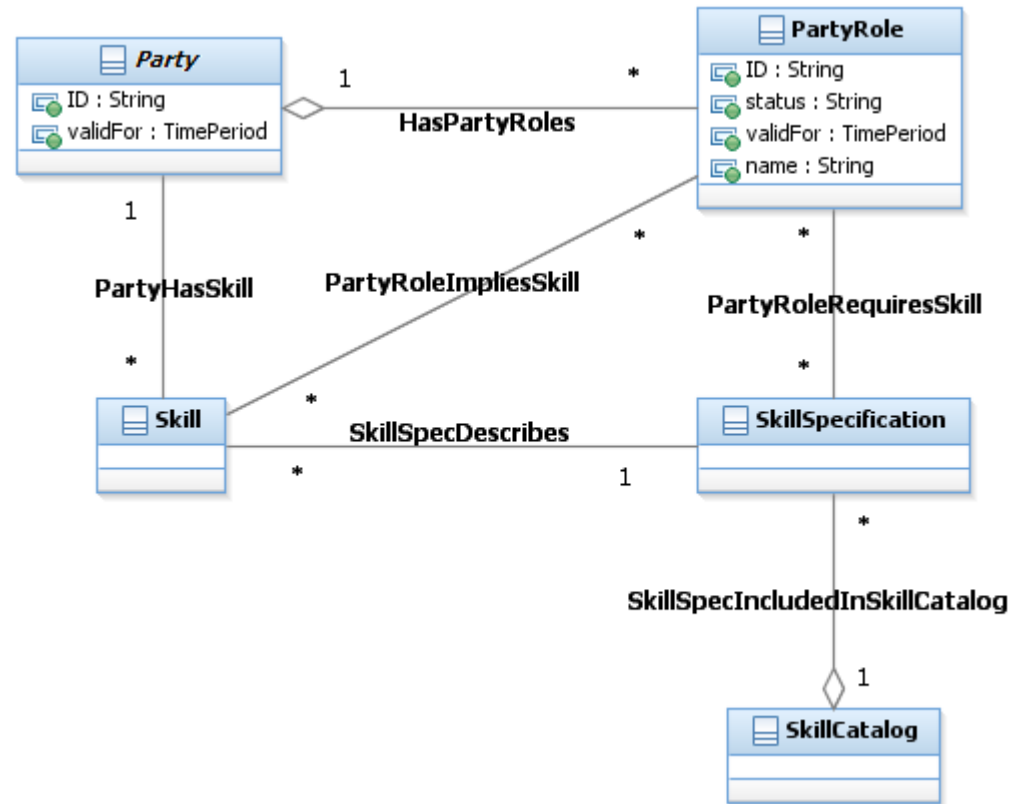 Party
ID : String
validFor : TimePeriod
1
*
HasPartyRoles
PartyRole
ID : String
status : String
validFor : TimePeriod
name : String
1
PartyHasSkill
*
*
PartyRoleImpliesSkill
*
*
PartyRoleRequiresSkill
*
Skill
SkillSpecDescribes
*
1
SkillSpecification
*
SkillSpecIncludedInSkillCatalog
1
SkillCatalog